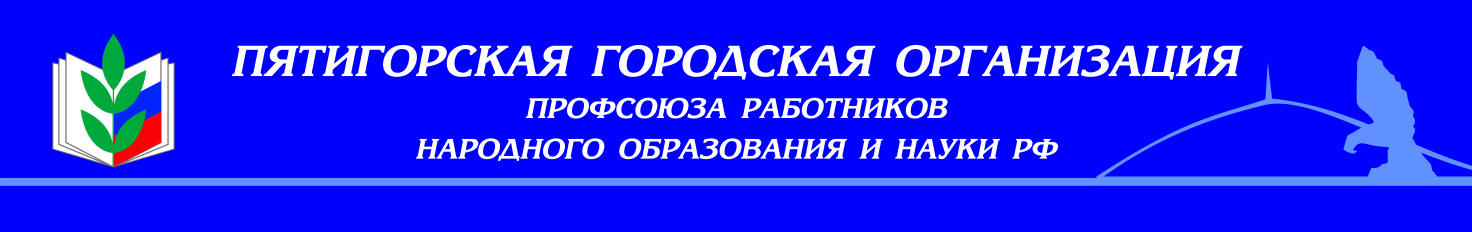 ПЯТИГОРСКАЯ ГОРОДСКАЯ ОРГАНИЗАЦИЯ
ПРОФСОЮЗА РАБОТНИКОВ
НАРОДНОГО ОБРАЗОВАНИЯ И НАУКИ РФ